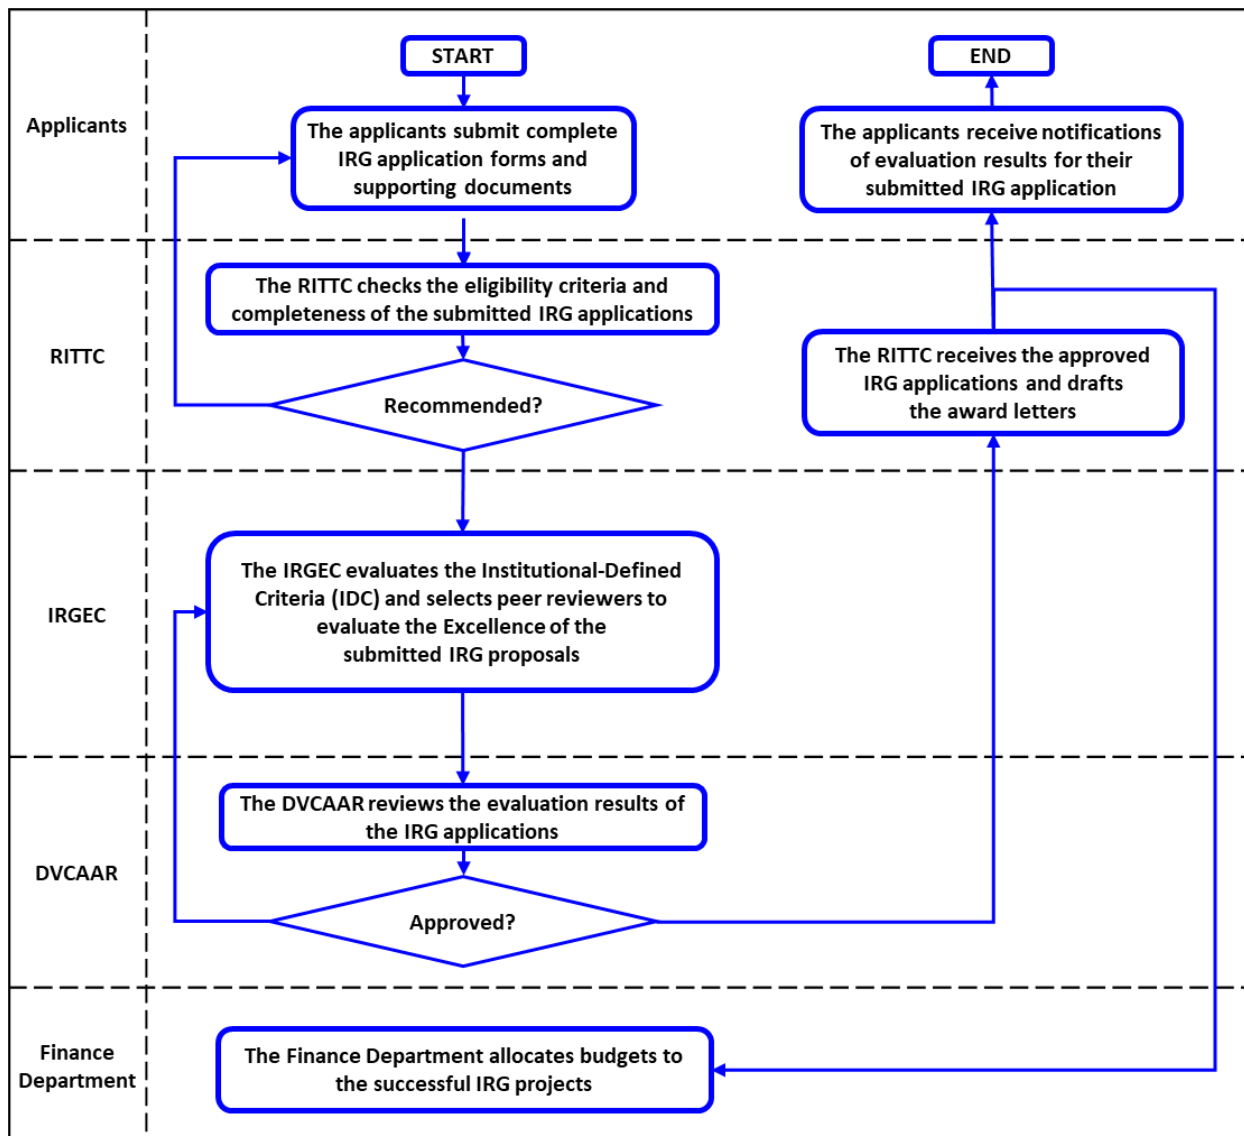 START
END
Applicants
The applicants submit complete
IRG application forms and
supporting documents
The applicants receive notifications
of evaluation results for their
submitted IRG application
RITTC
The RITTC checks the eligibility criteria and
completeness of the submitted IRG applications
Recommended?
The RITTC receives the approved
IRG applications and drafts
the award letters
IRGEC
The IRGEC evaluates the Institutional-Defined
Criteria (IDC) and selects peer reviewers to
evaluate the Excellence of the
submitted IRG proposals
DVCAAR
The DVCAAR reviews the evaluation results of
the IRG applications
Approved?
Finance
Department
The Finance Department allocates budgets to
the successful IRG projects